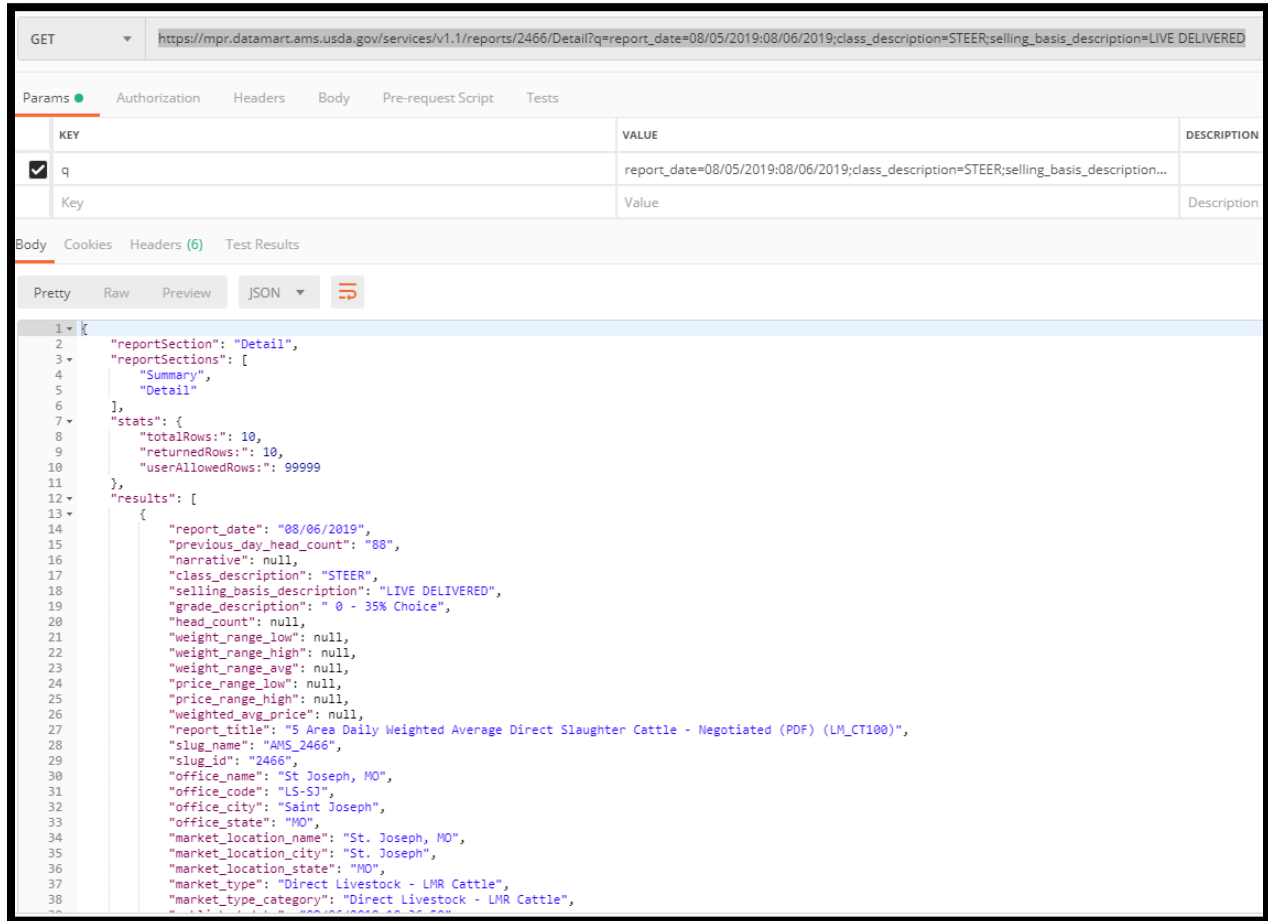 GET https://mpr.datamart.ams.usda.gov/services/v1.1/reports/2466/Detail?q=report_date=08/05/2019:08/06/2019;class_description=STEER;selling_basis_description=LIVE DELIVERED
Params Authorization Headers Body Pre-request Script Tests
KEY VALUE DESCRIPTION
q report_date=08/05/2019:08/06/2019;class_description=STEER;selling_basis_description...
Key Value Description
Body Cookies Headers (6) Test Results
Pretty Raw Preview JSON
1 {
2 "reportSection": "Detail",
3 "reportSections": [
4 "Summary",
5 "Detail"
6 ],
7 "stats": {
8 "totalRows:": 10,
9 "returnedRows:": 10,
10 "userAllowedRows:": 99999
11 },
12 "results": [
13 {
14 "report_date": "08/06/2019",
15 "previous_day_head_count": "88",
16 "narrative": null,
17 "class_description": "STEER",
18 "selling_basis_description": "LIVE DELIVERED",
19 "grade_description": " 0 - 35% Choice",
20 "head_count": null,
21 "weight_range_low": null,
22 "weight_range_high": null,
23 "weight_range_avg": null,
24 "price_range_low": null,
25 "price_range_high": null,
26 "weighted_avg_price": null,
27 "report_title": "5 Area Daily Weighted Average Direct Slaughter Cattle - Negotiated (PDF) (LM_CT100)",
28 "slug_name": "AMS_2466",
29 "slug_id": "2466",
30 "office_name": "St Joseph, MO",
31 "office_code": "LS-SJ",
32 "office_city": "Saint Joseph",
33 "office_state": "MO",
34 "market_location_name": "St. Joseph, MO",
35 "market_location_city": "St. Joseph",
36 "market_location_state": "MO",
37 "market_type": "Direct Livestock - LMR Cattle",
38 "market_type_category": "Direct Livestock - LMR Cattle",